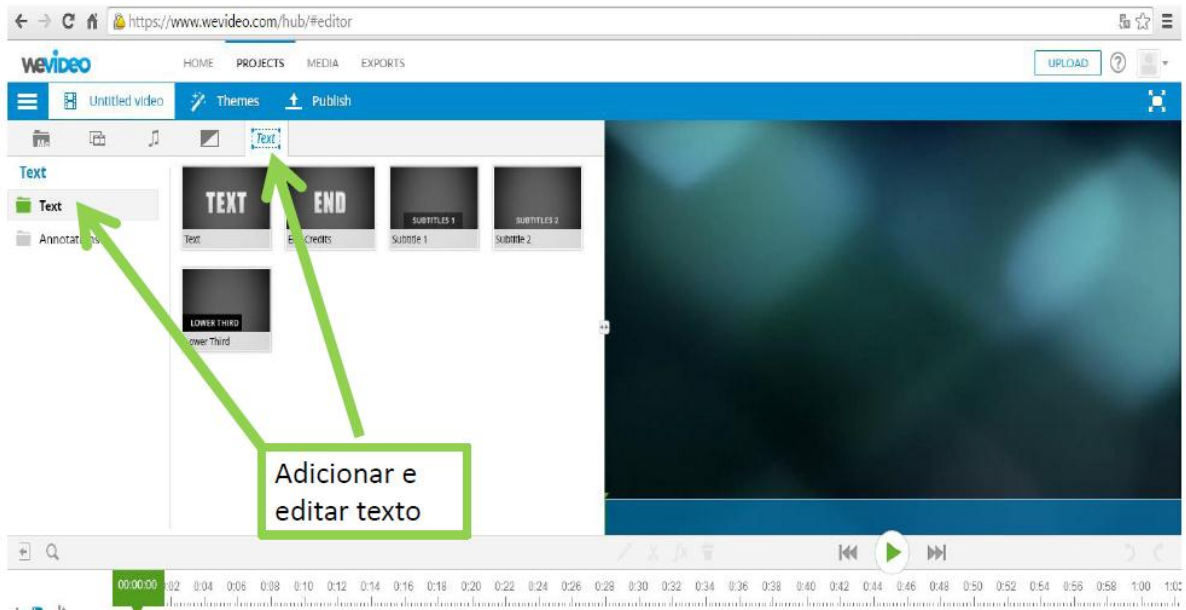 https://www.wevideo.com/hub/#editor
WEVIDEO HOME PROJECTS MEDIA EXPORTS UPLOAD ?
Untitled video Themes Publish
Text
Text
Text
Annotations
TEXT
Text
END
End Credits
SUBTITLES 1
Subtitle 1
SUBTITLES 2
Subtitle 2
LOWER THIRD
Lower Third
Adicionar e
editar texto
00:00:00 0:02 0:04 0:06 0:08 0:10 0:12 0:14 0:16 0:18 0:20 0:22 0:24 0:26 0:28 0:30 0:32 0:34 0:36 0:38 0:40 0:42 0:44 0:46 0:48 0:50 0:52 0:54 0:56 0:58 1:00 1:02